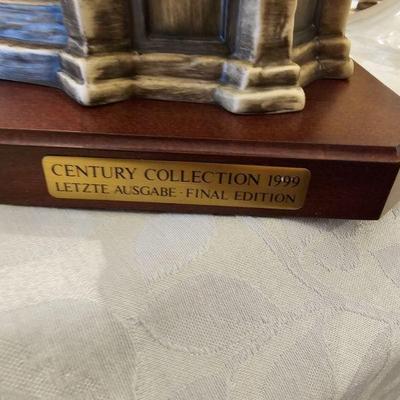 CENTURY COLLECTION 1999
LETZTE AUSGABE · FINAL EDITION